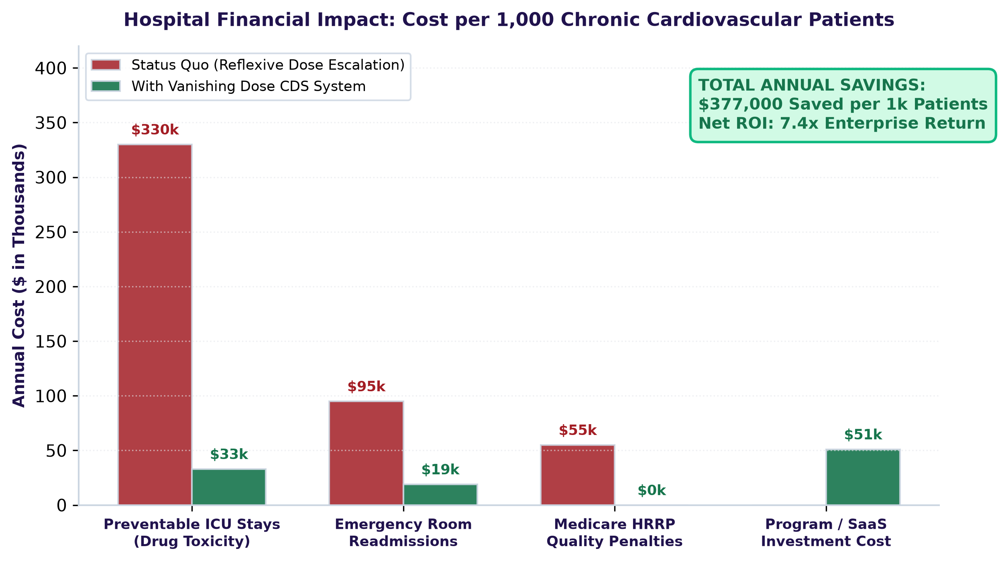 Hospital Financial Impact: Cost per 1,000 Chronic Cardiovascular Patients
Status Quo (Reflexive Dose Escalation)
With Vanishing Dose CDS System
TOTAL ANNUAL SAVINGS:
$377,000 Saved per 1k Patients
Net ROI: 7.4x Enterprise Return
Annual Cost ($ in Thousands)
400
350
300
250
200
150
100
50
0
$330k
$33k
$95k
$19k
$55k
$0k
$51k
Preventable ICU Stays
(Drug Toxicity)
Emergency Room
Readmissions
Medicare HRRP
Quality Penalties
Program / SaaS
Investment Cost